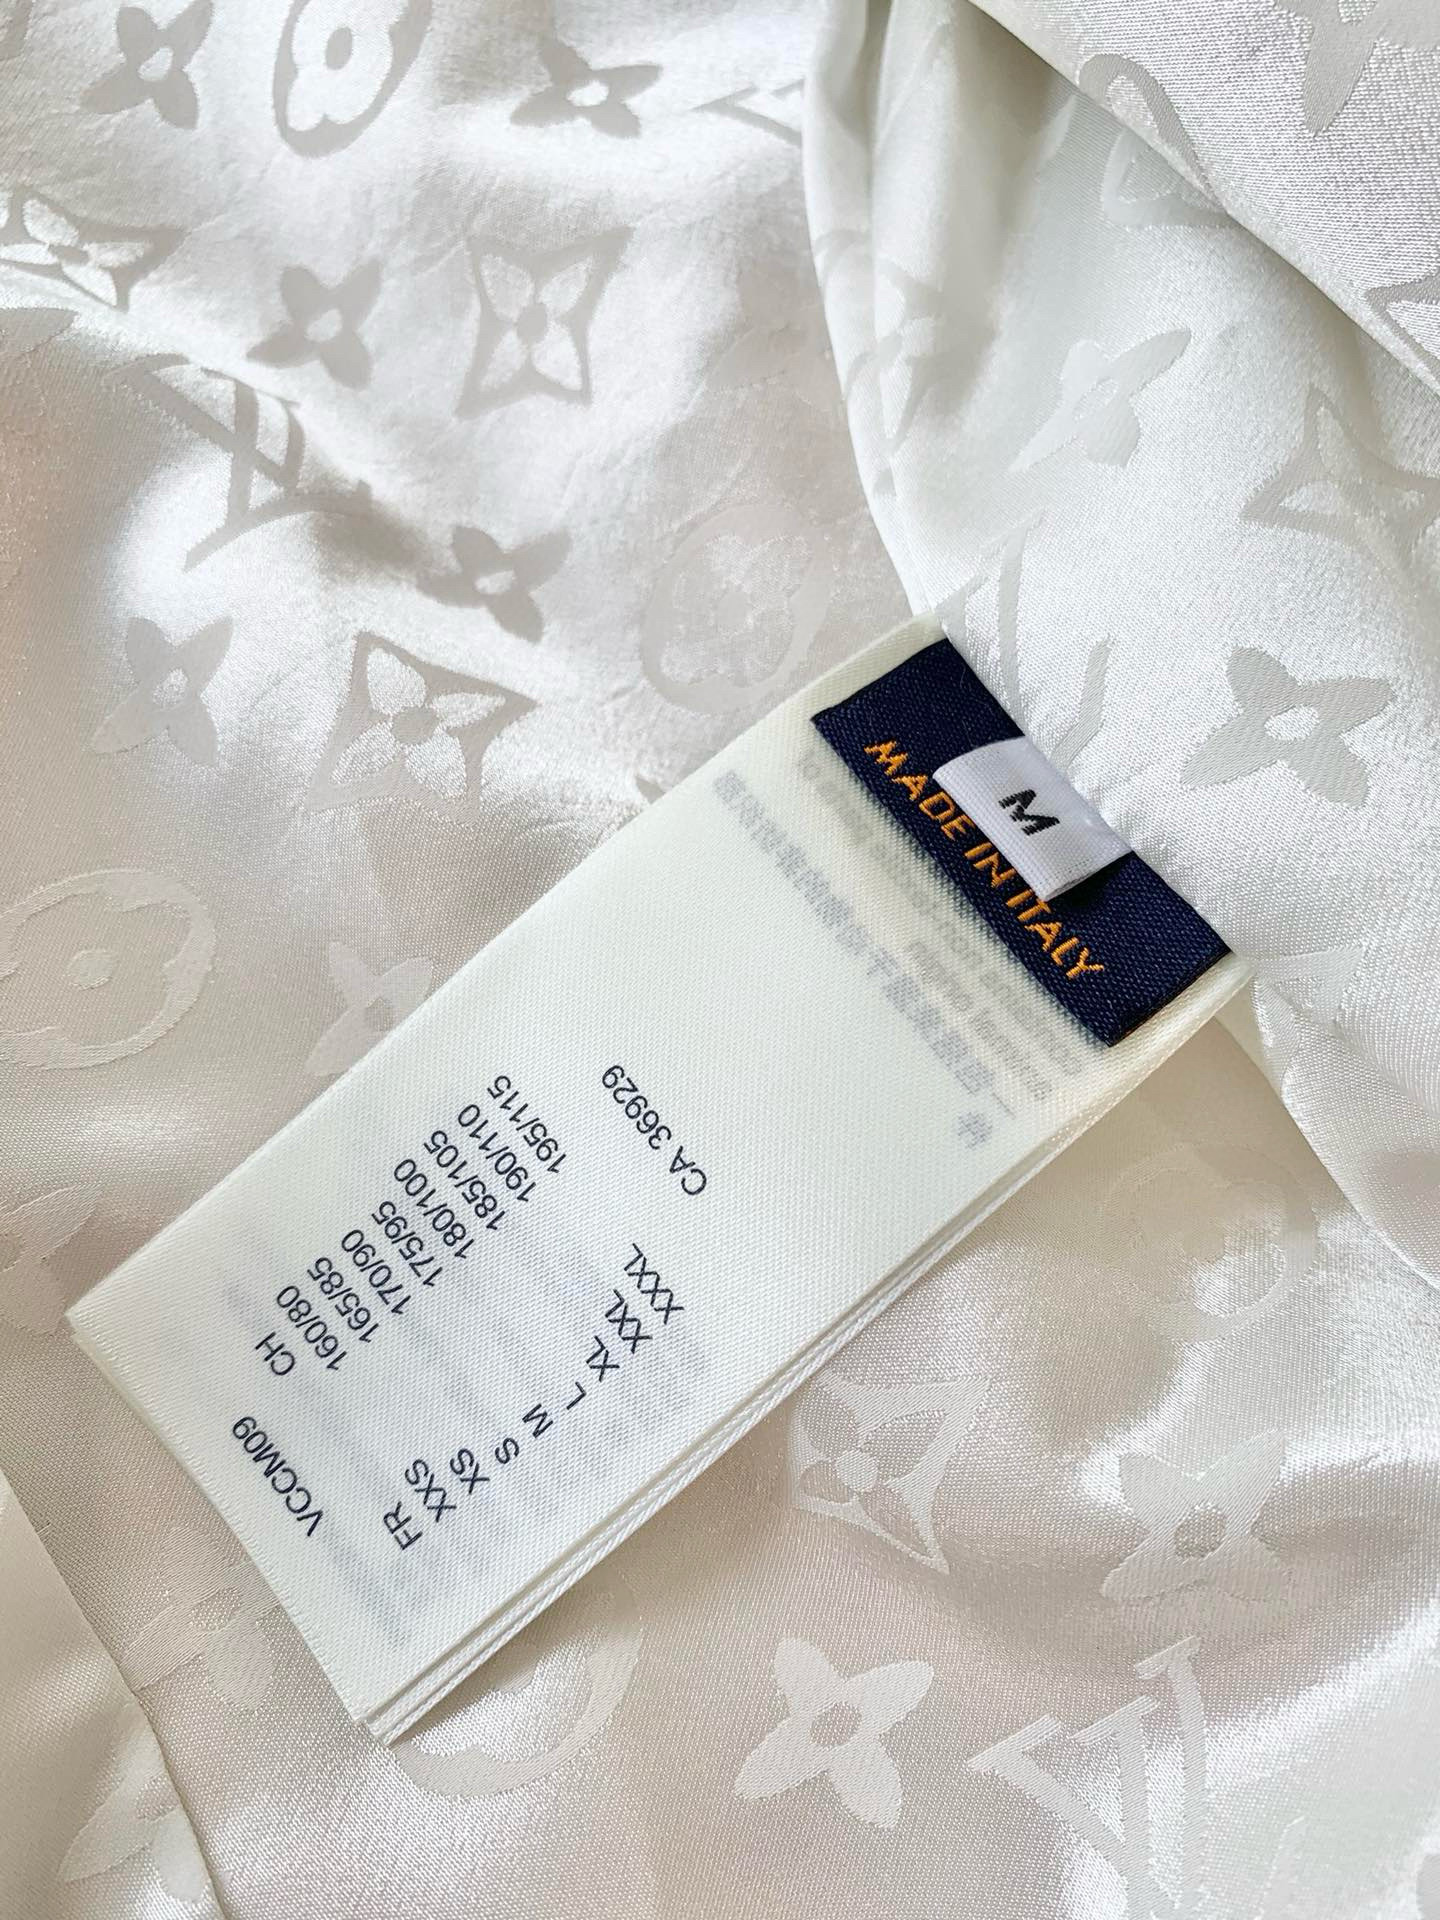 MADE IN ITALY
M
VCCM09
FR CH
XXS 160/80
XS 165/85
S 170/90
M 175/95
L 180/100
XL 185/105
XXL 190/110
XXXL 195/115
CA 36929